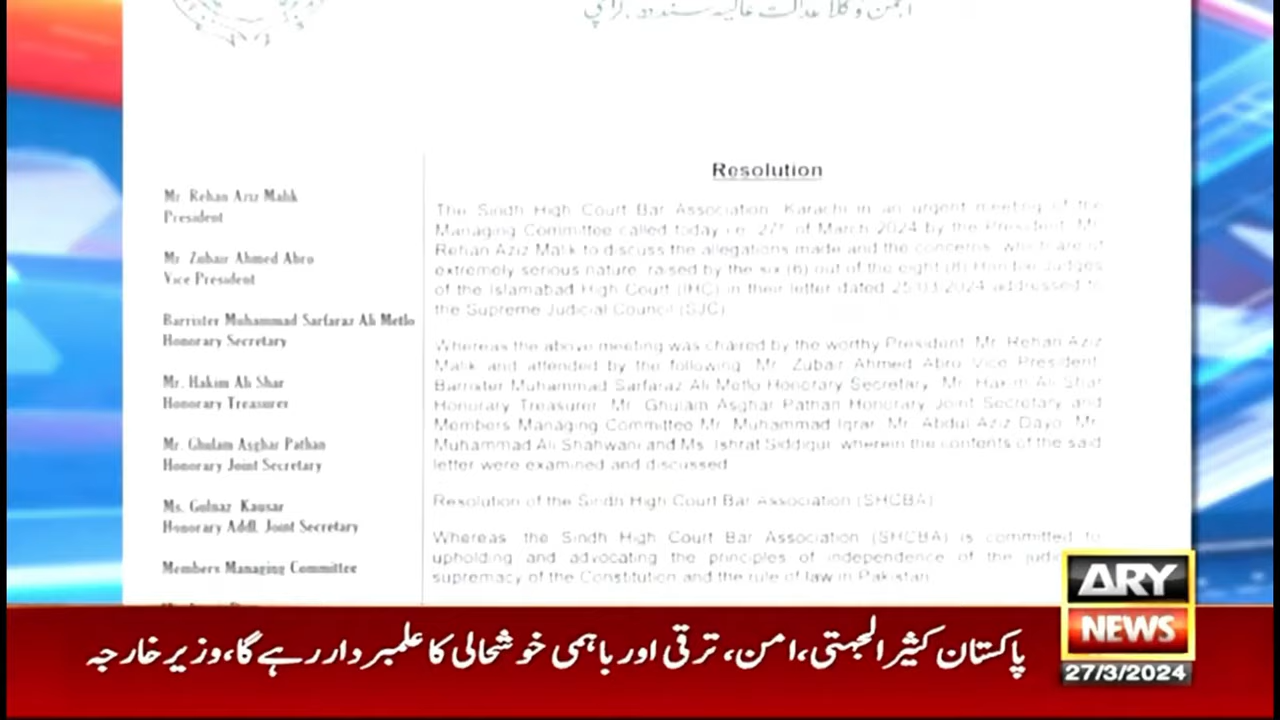 انجمن وکلاء عدالت عالیہ سندھ، کراچی
Resolution
Mr. Rehan Aziz Malik
President
Mr. Zubair Ahmed Abro
Vice President
Barrister Muhammad Sarfaraz Ali Metlo
Honorary Secretary
Mr. Hakim Ali Shar
Honorary Treasurer
Mr. Ghulam Asghar Pathan
Honorary Joint Secretary
Ms. Gulnaz Kausar
Honorary Addl. Joint Secretary
Members Managing Committee
The Sindh High Court Bar Association, Karachi in an urgent meeting of the
Managing Committee called today i.e. 27th of March 2024 by the President Mr.
Rehan Aziz Malik to discuss the allegations made and the concerns, which are of
extremely serious nature, raised by the six (6) out of the eight (8) Hon'ble Judges
of the Islamabad High Court (IHC) in their letter dated 25.03.2024 addressed to
the Supreme Judicial Council (SJC)
Whereas the above meeting was chaired by the worthy President, Mr. Rehan Aziz
Malik and attended by the following: Mr. Zubair Ahmed Abro Vice President,
Barrister Muhammad Sarfaraz Ali Metlo Honorary Secretary, Mr. Hakim Ali Shar
Honorary Treasurer, Mr. Ghulam Asghar Pathan Honorary Joint Secretary and
Members Managing Committee Mr. Muhammad Iqrar, Mr. Abdul Aziz Dayo, Mr.
Muhammad Ali Shahwani and Ms. Ishrat Siddiqui, wherein the contents of the said
letter were examined and discussed
Resolution of the Sindh High Court Bar Association (SHCBA)
Whereas, the Sindh High Court Bar Association (SHCBA) is committed to
upholding and advocating the principles of independence of the
supremacy of the Constitution and the rule of law in Pakistan
ARY
NEWS
27/3/2024
پاکستان کثیرالجہتی،امن، ترقی اور باہمی خوشحالی کا علمبردار رہے گا،وزیر خارجہ